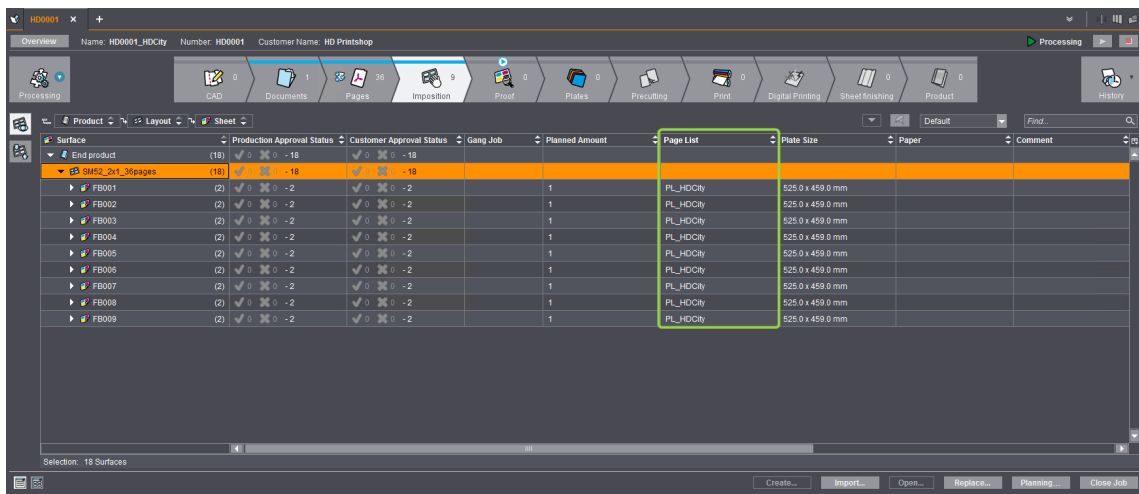 HD0001 × +
Overview Name: HD0001_HDCity Number: HD0001 Customer Name: HD Printshop Processing
Processing CAD 0 Documents 1 Pages 36 Imposition 9 Proof 0 Plates 0 Precutting Print 0 Digital Printing Sheet finishing 0 Product 0 History
Product Layout Sheet Default Find...
Surface Production Approval Status Customer Approval Status Gang Job Planned Amount Page List Plate Size Paper Comment
End product (18) 0 0 - 18 0 0 - 18
SM52_2x1_36pages (18) 0 0 - 18 0 0 - 18
FB001 (2) 0 0 - 2 0 0 - 2 1 PL_HDCity 525.0 x 459.0 mm
FB002 (2) 0 0 - 2 0 0 - 2 1 PL_HDCity 525.0 x 459.0 mm
FB003 (2) 0 0 - 2 0 0 - 2 1 PL_HDCity 525.0 x 459.0 mm
FB004 (2) 0 0 - 2 0 0 - 2 1 PL_HDCity 525.0 x 459.0 mm
FB005 (2) 0 0 - 2 0 0 - 2 1 PL_HDCity 525.0 x 459.0 mm
FB006 (2) 0 0 - 2 0 0 - 2 1 PL_HDCity 525.0 x 459.0 mm
FB007 (2) 0 0 - 2 0 0 - 2 1 PL_HDCity 525.0 x 459.0 mm
FB008 (2) 0 0 - 2 0 0 - 2 1 PL_HDCity 525.0 x 459.0 mm
FB009 (2) 0 0 - 2 0 0 - 2 1 PL_HDCity 525.0 x 459.0 mm
Selection: 18 Surfaces
Create... Import... Open... Replace... Planning... Close Job